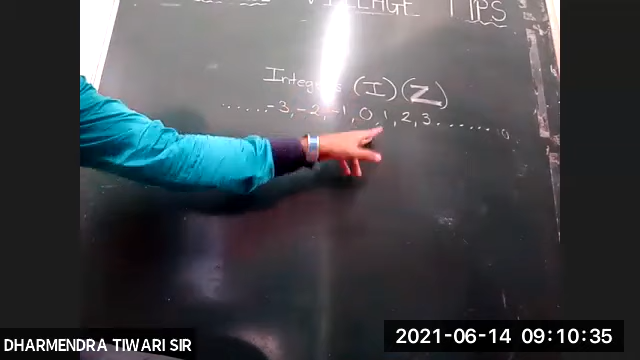 VILLAGE TIPS
Integers (I) (Z)
......-3, -2, -1, 0, 1, 2, 3.......
DHARMENDRA TIWARI SIR
2021-06-14 09:10:35